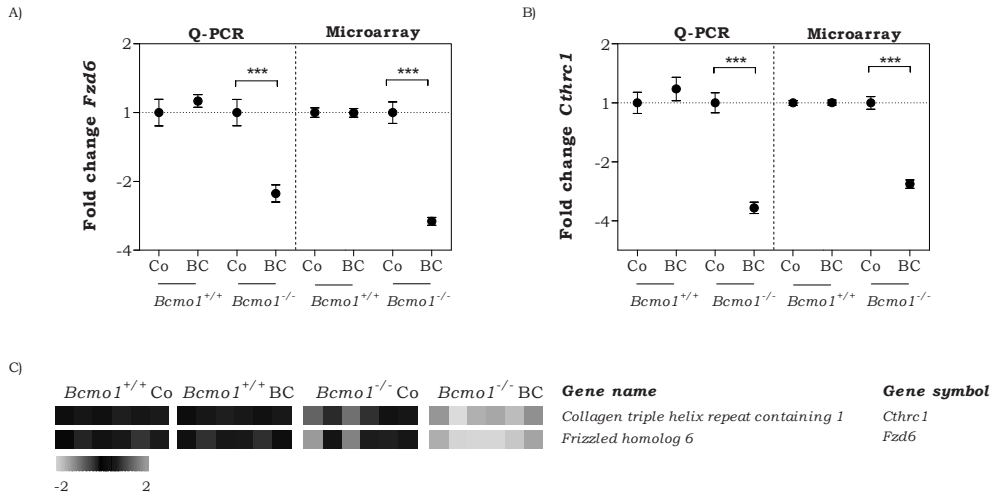 A)
Q-PCR Microarray
Fold change Fzd6
2
1
-2
-4
***
***
Co BC Co BC Co BC Co BC
Bcmo1+/+ Bcmo1-/- Bcmo1+/+ Bcmo1-/-
B)
Q-PCR Microarray
Fold change Cthrc1
2
1
-2
-4
***
***
Co BC Co BC Co BC Co BC
Bcmo1+/+ Bcmo1-/- Bcmo1+/+ Bcmo1-/-
C)
Bcmo1+/+ Co Bcmo1+/+ BC Bcmo1-/- Co Bcmo1-/- BC Gene name Gene symbol
Collagen triple helix repeat containing 1 Cthrc1
Frizzled homolog 6 Fzd6
-2 2